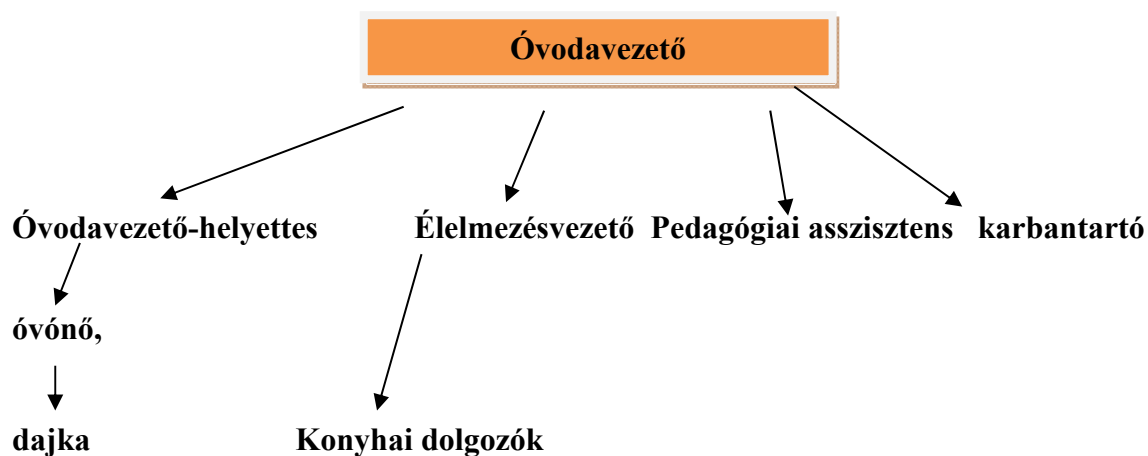 Óvodavezető
Óvodavezető-helyettes Élelmezésvezető Pedagógiai asszisztens karbantartó
óvónő,
dajka Konyhai dolgozók